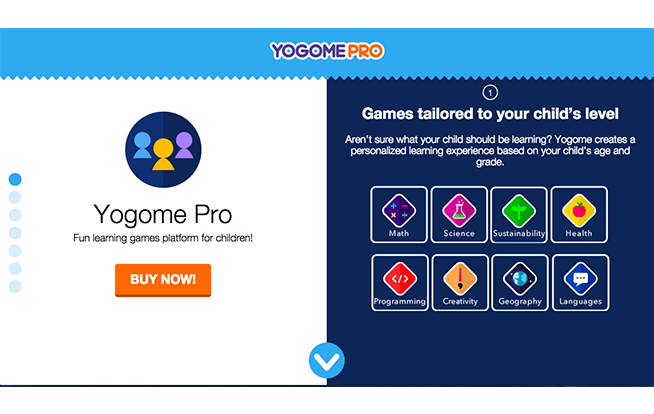 YOGOMEPRO
Yogome Pro
Fun learning games platform for children!
BUY NOW!
1
Games tailored to your child's level
Aren't sure what your child should be learning? Yogome creates a
personalized learning experience based on your child's age and
grade.
Math
Science
Sustainability
Health
Programming
Creativity
Geography
Languages